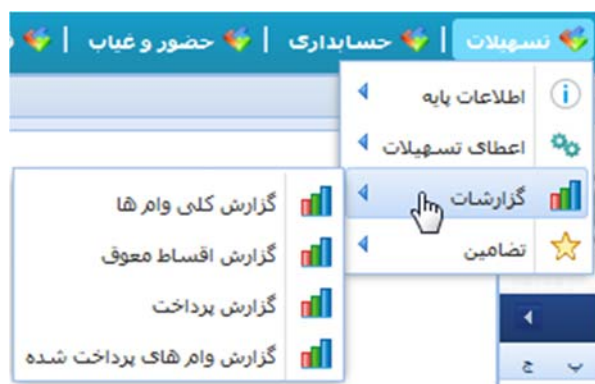 تسهیلات | حسابداری | حضور و غیاب |
اطلاعات پایه
اعطای تسهیلات
گزارشات
تضامین
گزارش کلی وام ها
گزارش اقساط معوق
گزارش پرداخت
گزارش وام های پرداخت شده
پ ج